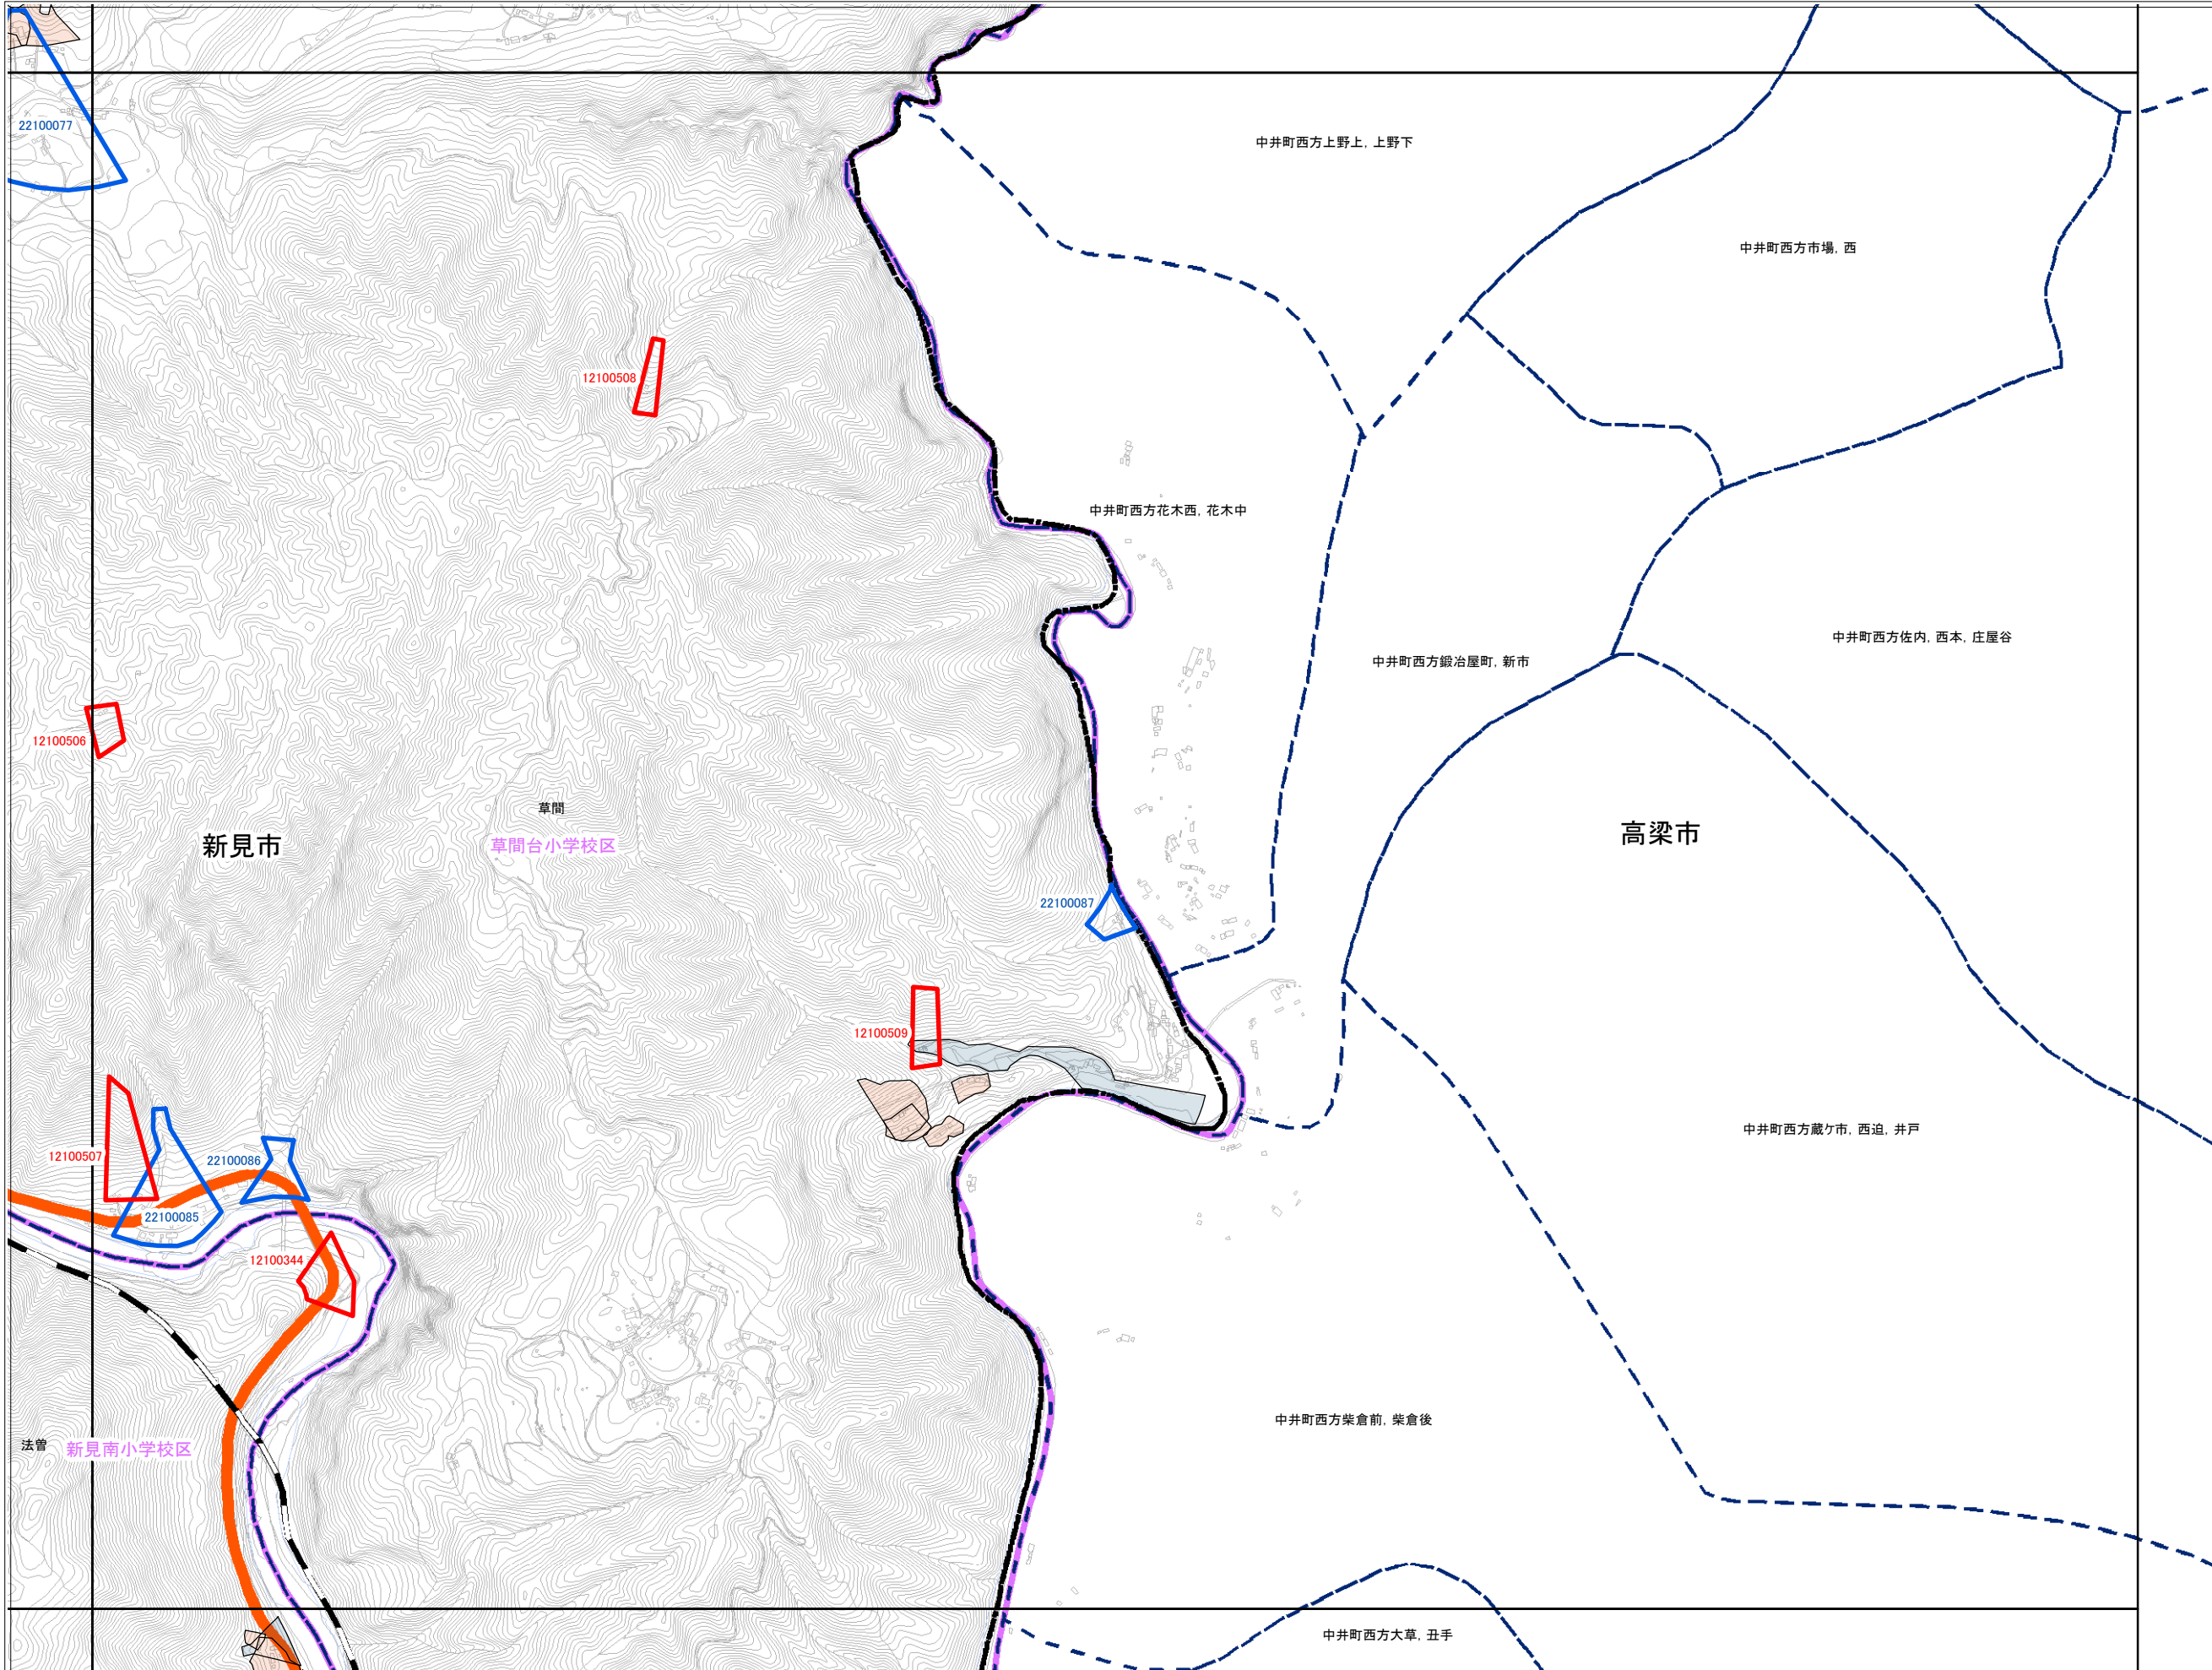 22100077
中井町西方上野上, 上野下
中井町西方市場, 西
12100508
中井町西方花木西, 花木中
中井町西方佐内, 西本, 庄屋谷
中井町西方鍛冶屋町, 新市
12100506
草間
新見市
草間台小学校区
高梁市
22100087
12100509
中井町西方蔵ケ市, 西迫, 井戸
12100507
22100086
22100085
12100344
中井町西方柴倉前, 柴倉後
法曽
新見南小学校区
中井町西方大草, 丑手